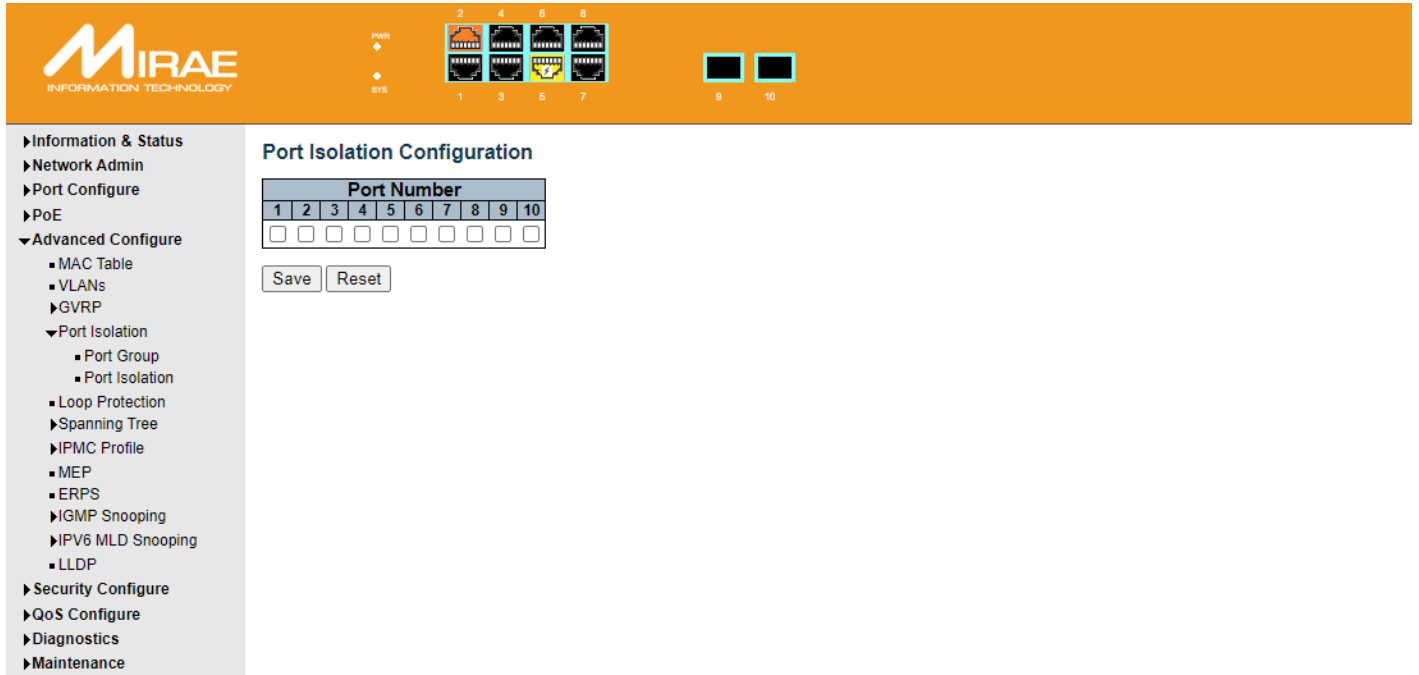 MIRAE
INFORMATION TECHNOLOGY
PWR
SYS
2 4 6 8
1 3 5 7
9 10
Information & Status
Network Admin
Port Configure
PoE
Advanced Configure
MAC Table
VLANs
GVRP
Port Isolation
Port Group
Port Isolation
Loop Protection
Spanning Tree
IPMC Profile
MEP
ERPS
IGMP Snooping
IPV6 MLD Snooping
LLDP
Security Configure
QoS Configure
Diagnostics
Maintenance
Port Isolation Configuration
Port Number
1 2 3 4 5 6 7 8 9 10
Save Reset